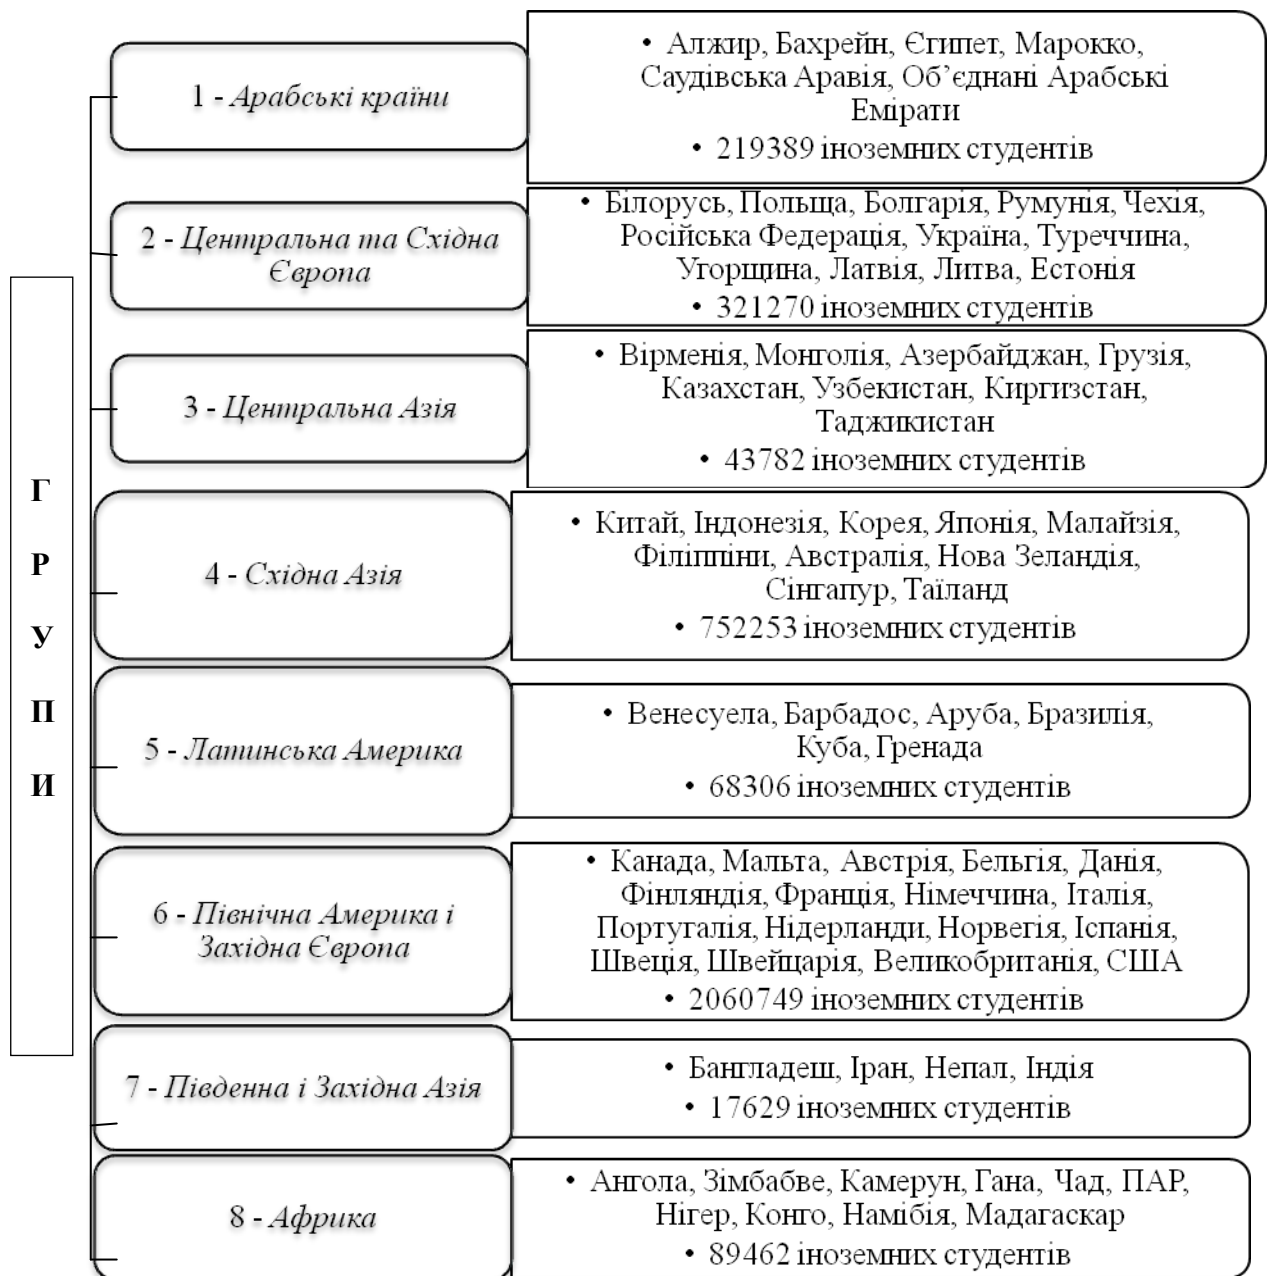 ГРУПИ
1 - Арабські країни
• Алжир, Бахрейн, Єгипет, Марокко,
Саудівська Аравія, Об’єднані Арабські
Емірати
• 219389 іноземних студентів
2 - Центральна та Східна
Європа
• Білорусь, Польща, Болгарія, Румунія, Чехія,
Російська Федерація, Україна, Туреччина,
Угорщина, Латвія, Литва, Естонія
• 321270 іноземних студентів
3 - Центральна Азія
• Вірменія, Монголія, Азербайджан, Грузія,
Казахстан, Узбекистан, Киргизстан,
Таджикистан
• 43782 іноземних студентів
4 - Східна Азія
• Китай, Індонезія, Корея, Японія, Малайзія,
Філіппіни, Австралія, Нова Зеландія,
Сінгапур, Таїланд
• 752253 іноземних студентів
5 - Латинська Америка
• Венесуела, Барбадос, Аруба, Бразилія,
Куба, Гренада
• 68306 іноземних студентів
6 - Північна Америка і
Західна Європа
• Канада, Мальта, Австрія, Бельгія, Данія,
Фінляндія, Франція, Німеччина, Італія,
Португалія, Нідерланди, Норвегія, Іспанія,
Швеція, Швейцарія, Великобританія, США
• 2060749 іноземних студентів
7 - Південна і Західна Азія
• Бангладеш, Іран, Непал, Індія
• 17629 іноземних студентів
8 - Африка
• Ангола, Зімбабве, Камерун, Гана, Чад, ПАР,
Нігер, Конго, Намібія, Мадагаскар
• 89462 іноземних студентів